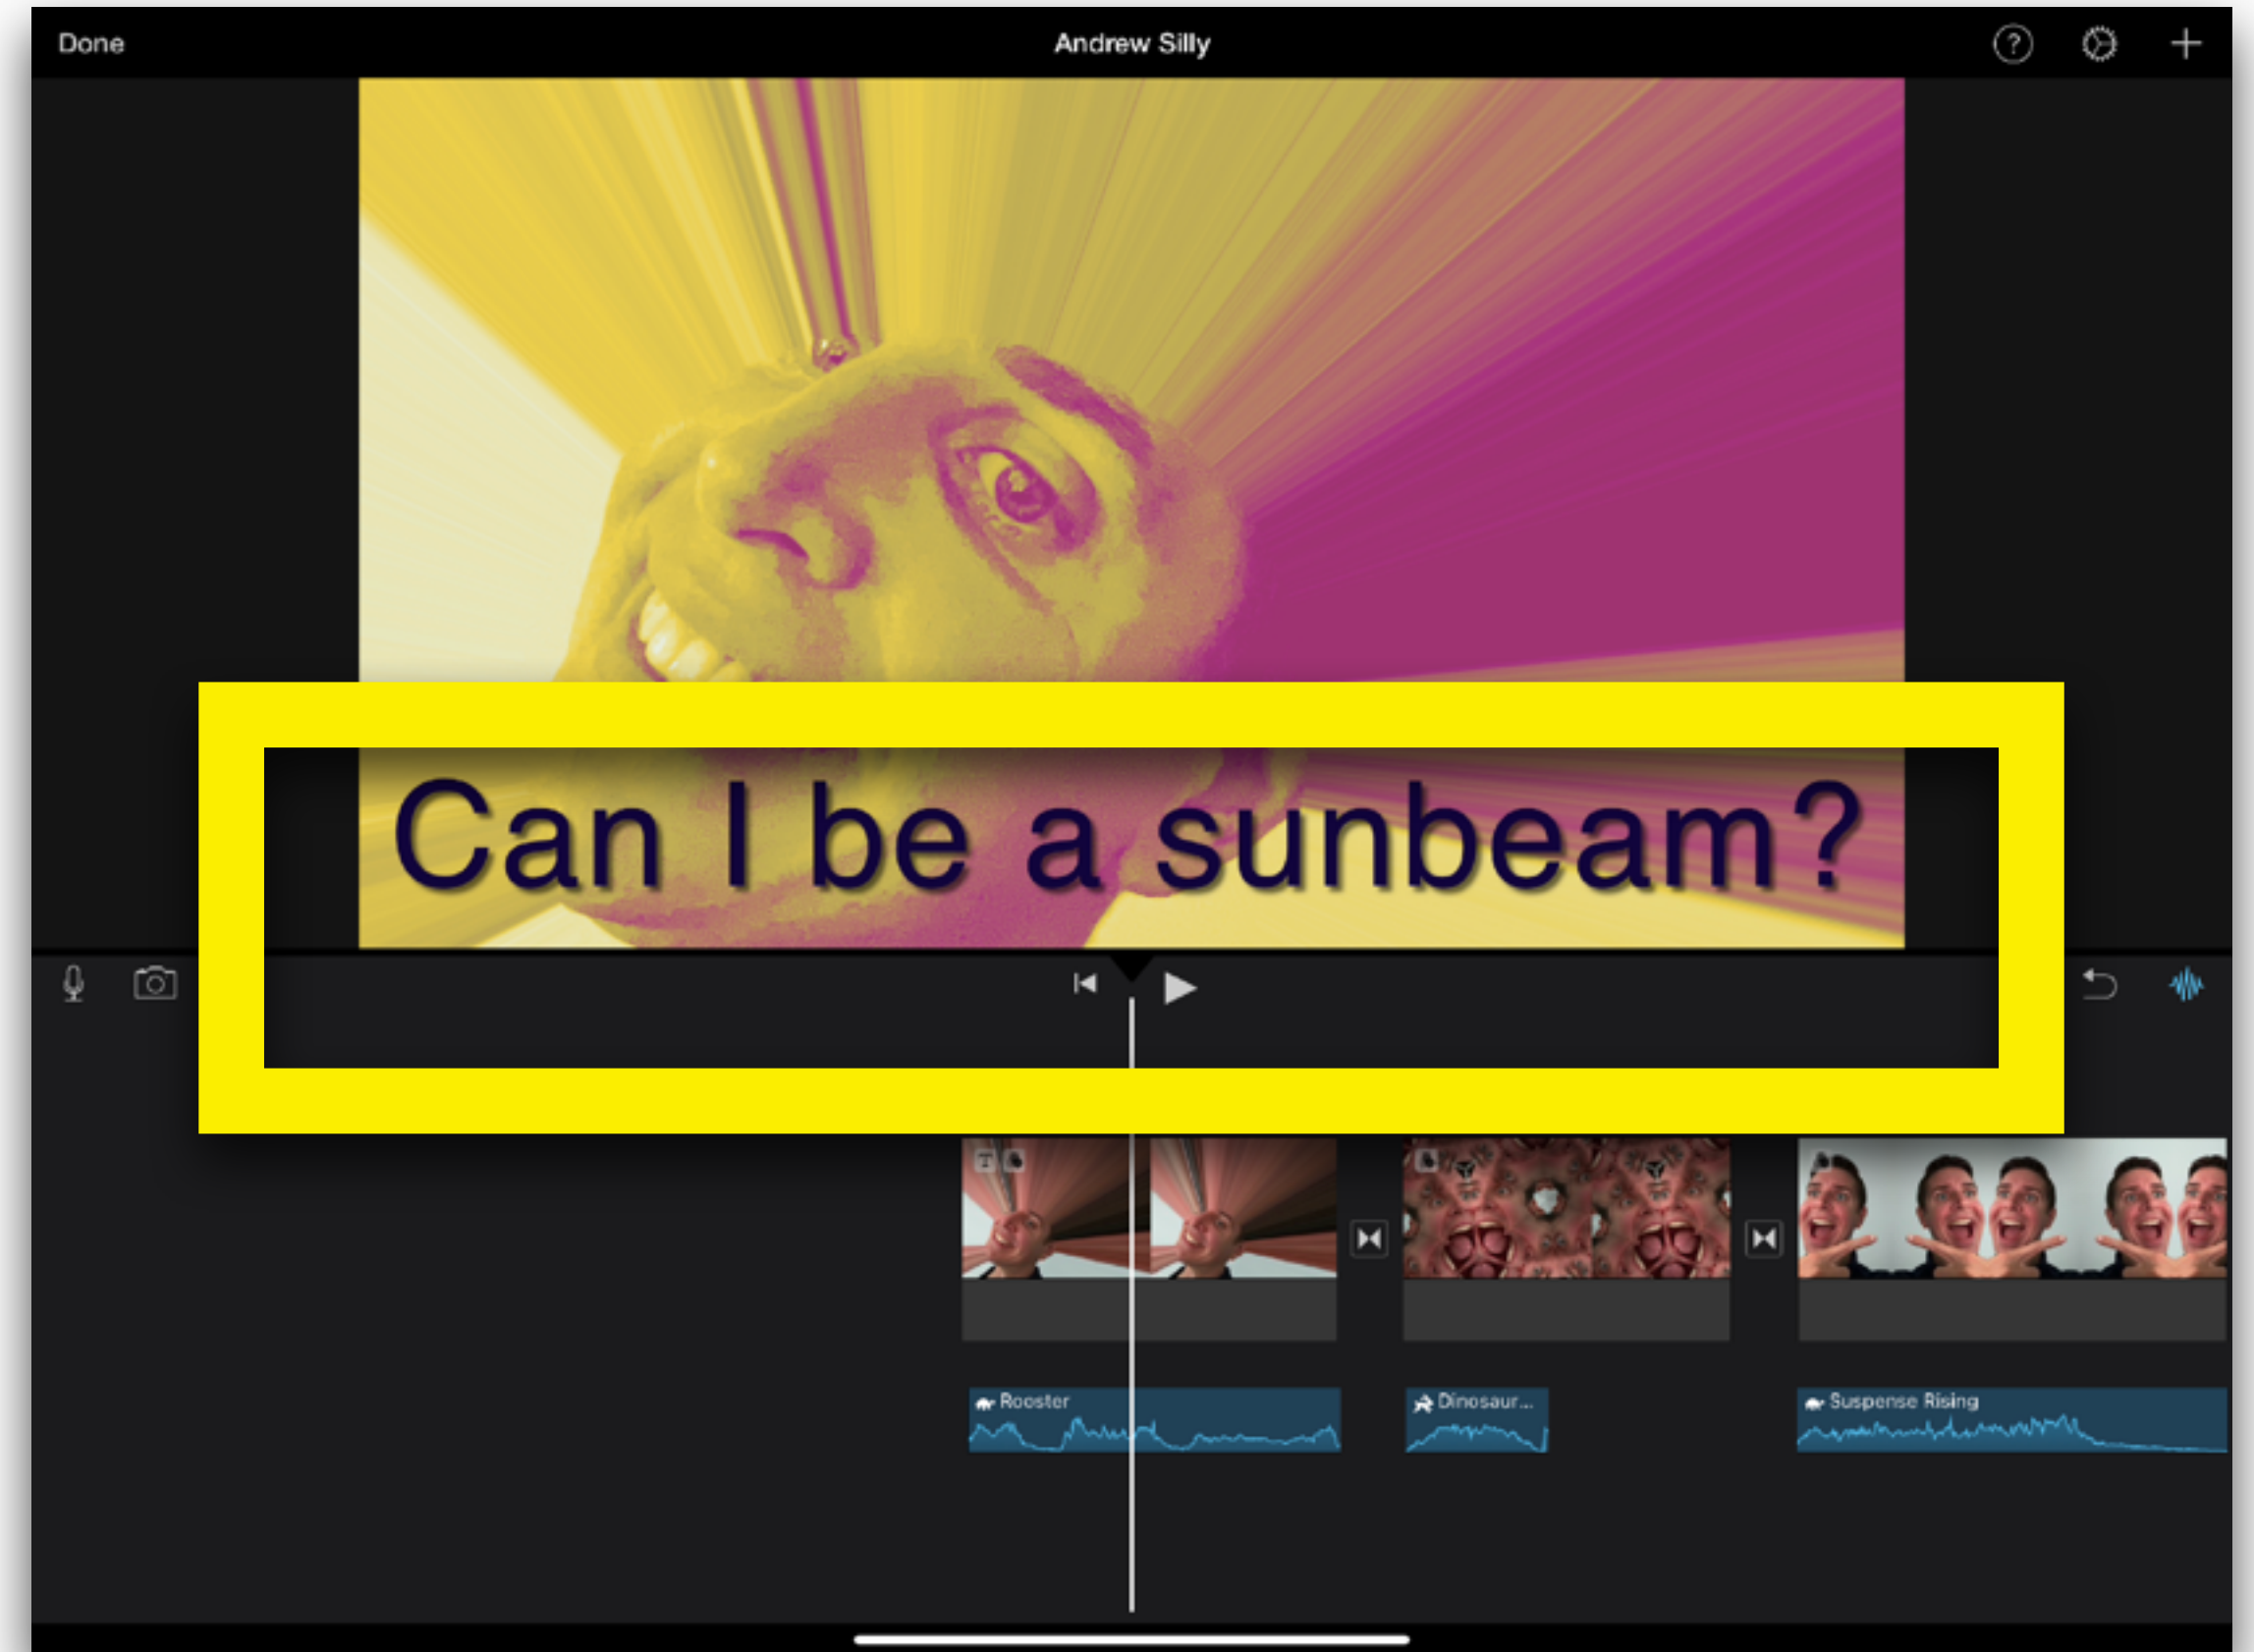 Done
Andrew Silly
?
Can I be a sunbeam?
T
Rooster
Dinosaur...
Suspense Rising